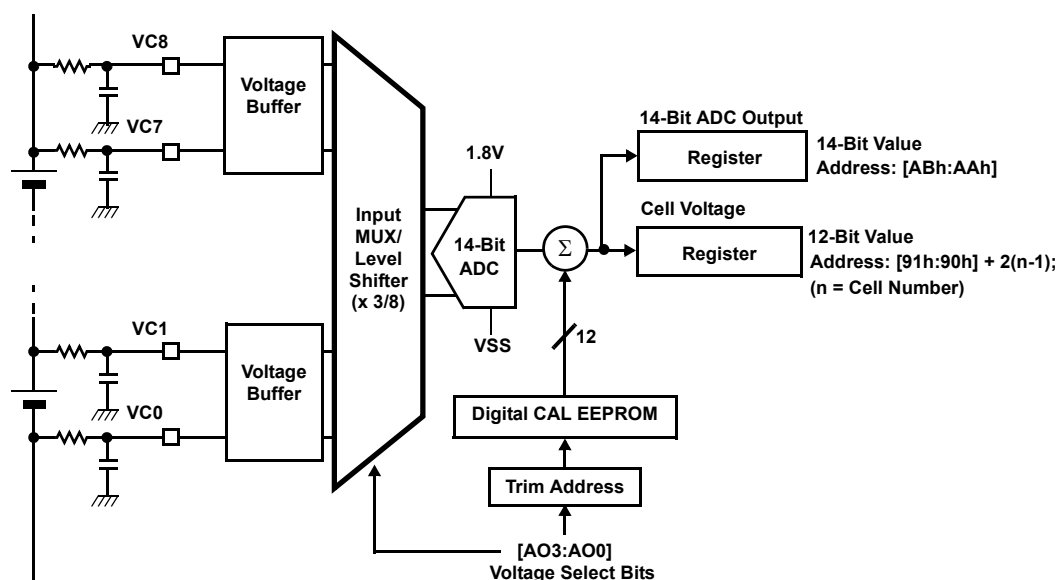 VC8
Voltage
Buffer
VC7
Input
MUX/
Level
Shifter
(x 3/8)
1.8V
14-Bit
ADC
VSS
Σ
14-Bit ADC Output
Register
14-Bit Value
Address: [ABh:AAh]
Cell Voltage
Register
12-Bit Value
Address: [91h:90h] + 2(n-1);
(n = Cell Number)
12
VC1
Voltage
Buffer
VC0
Digital CAL EEPROM
Trim Address
[AO3:AO0]
Voltage Select Bits